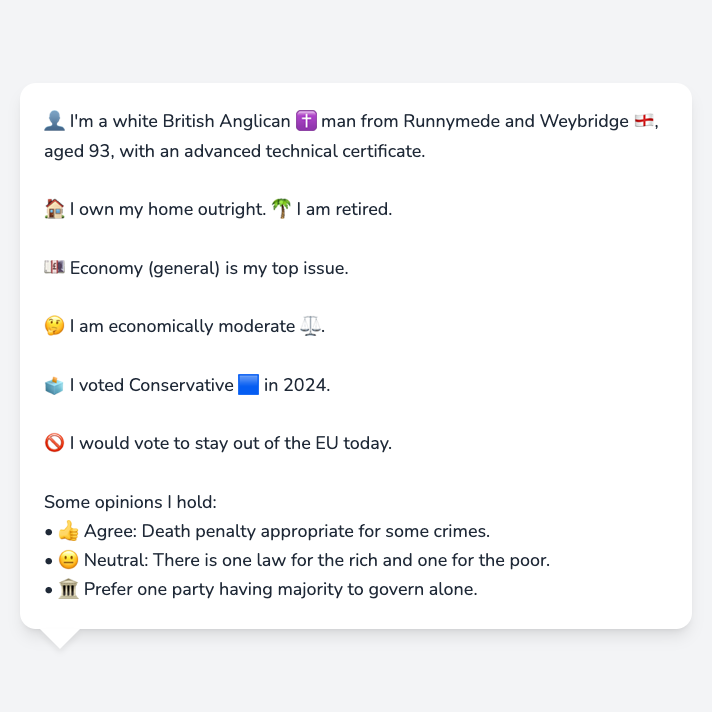 👤 I'm a white British Anglican ✝️ man from Runnymede and Weybridge 🏴󠁧󠁢󠁥󠁮󠁧󠁿,
aged 93, with an advanced technical certificate.
🏠 I own my home outright. 🌴 I am retired.
💷 Economy (general) is my top issue.
🤔 I am economically moderate ⚖️.
🗳️ I voted Conservative 🟦 in 2024.
🚫 I would vote to stay out of the EU today.
Some opinions I hold:
• 👍 Agree: Death penalty appropriate for some crimes.
• 😐 Neutral: There is one law for the rich and one for the poor.
• 🏛️ Prefer one party having majority to govern alone.